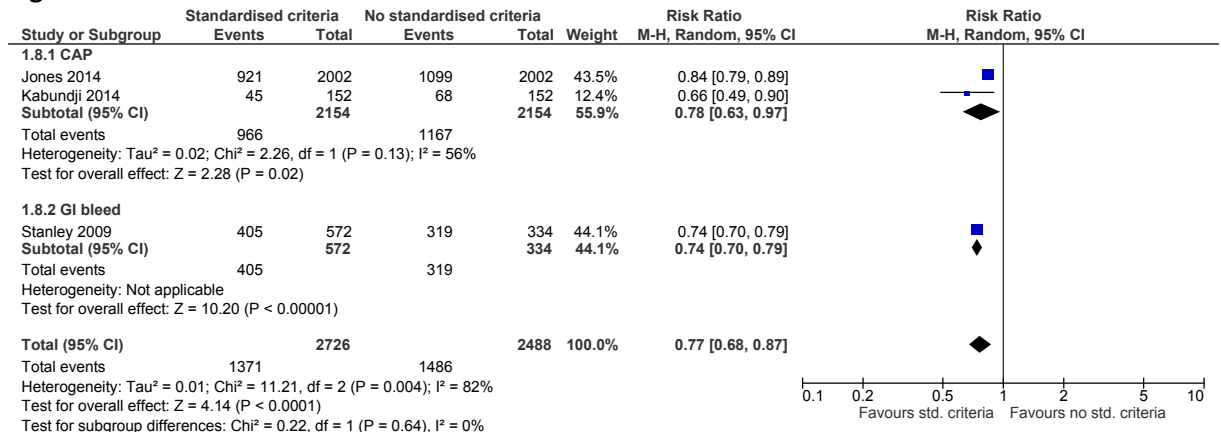 Standardised criteria No standardised criteria Risk Ratio Risk Ratio
Study or Subgroup Events Total Events Total Weight M-H, Random, 95% CI M-H, Random, 95% CI
1.8.1 CAP
Jones 2014 921 2002 1099 2002 43.5% 0.84 [0.79, 0.89]
Kabundji 2014 45 152 68 152 12.4% 0.66 [0.49, 0.90]
Subtotal (95% CI) 2154 2154 55.9% 0.78 [0.63, 0.97]
Total events 966 1167
Heterogeneity: Tau² = 0.02; Chi² = 2.26, df = 1 (P = 0.13); I² = 56%
Test for overall effect: Z = 2.28 (P = 0.02)
1.8.2 GI bleed
Stanley 2009 405 572 319 334 44.1% 0.74 [0.70, 0.79]
Subtotal (95% CI) 572 334 44.1% 0.74 [0.70, 0.79]
Total events 405 319
Heterogeneity: Not applicable
Test for overall effect: Z = 10.20 (P < 0.00001)
Total (95% CI) 2726 2488 100.0% 0.77 [0.68, 0.87]
Total events 1371 1486
Heterogeneity: Tau² = 0.01; Chi² = 11.21, df = 2 (P = 0.004); I² = 82%
Test for overall effect: Z = 4.14 (P < 0.0001)
Test for subgroup differences: Chi² = 0.22, df = 1 (P = 0.64), I² = 0%
0.1 0.2 0.5 1 2 5 10
Favours std. criteria Favours no std. criteria